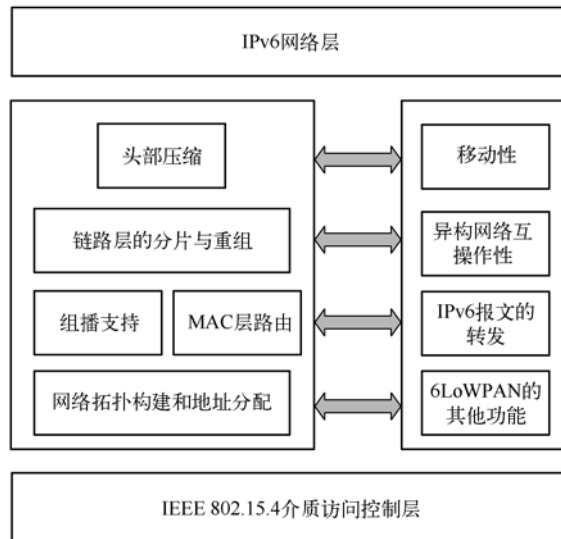 IPv6网络层
头部压缩
移动性
链路层的分片与重组
异构网络互
操作性
组播支持
MAC层路由
IPv6报文的
转发
网络拓扑构建和地址分配
6LoWPAN的
其他功能
IEEE 802.15.4介质访问控制层